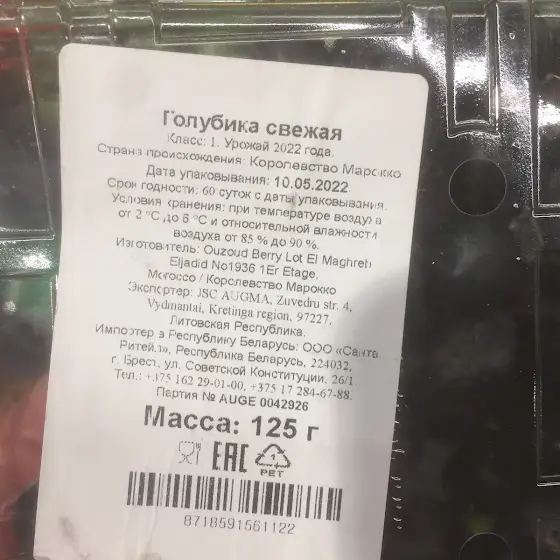 Голубика свежая
Класс: 1. Урожай 2022 года.
Страна происхождения: Королевство Марокко
Дата упаковывания: 10.05.2022.
Срок годности: 60 суток с даты упаковывания.
Условия хранения: при температуре воздуха
от 2 °C до 6 °C и относительной влажности
воздуха от 85 % до 90 %.
Изготовитель: Ouzoud Berry Lot El Maghreb
Eljadid No1936 1Er Etage,
Morocco / Королевство Марокко
Экспортер: JSC AUGMA, Zuvedru str. 4,
Vydmantai, Kretinga region, 97227,
Литовская Республика.
Импортер в Республику Беларусь: ООО «Санта
Ритейл», Республика Беларусь, 224032,
г. Брест, ул. Советской Конституции, 26/1
Тел.: +375 162 29-01-00, +375 17 284-67-88.
Партия № AUGE 0042926
Масса: 125 г
EAC 1
PET
8718591561122